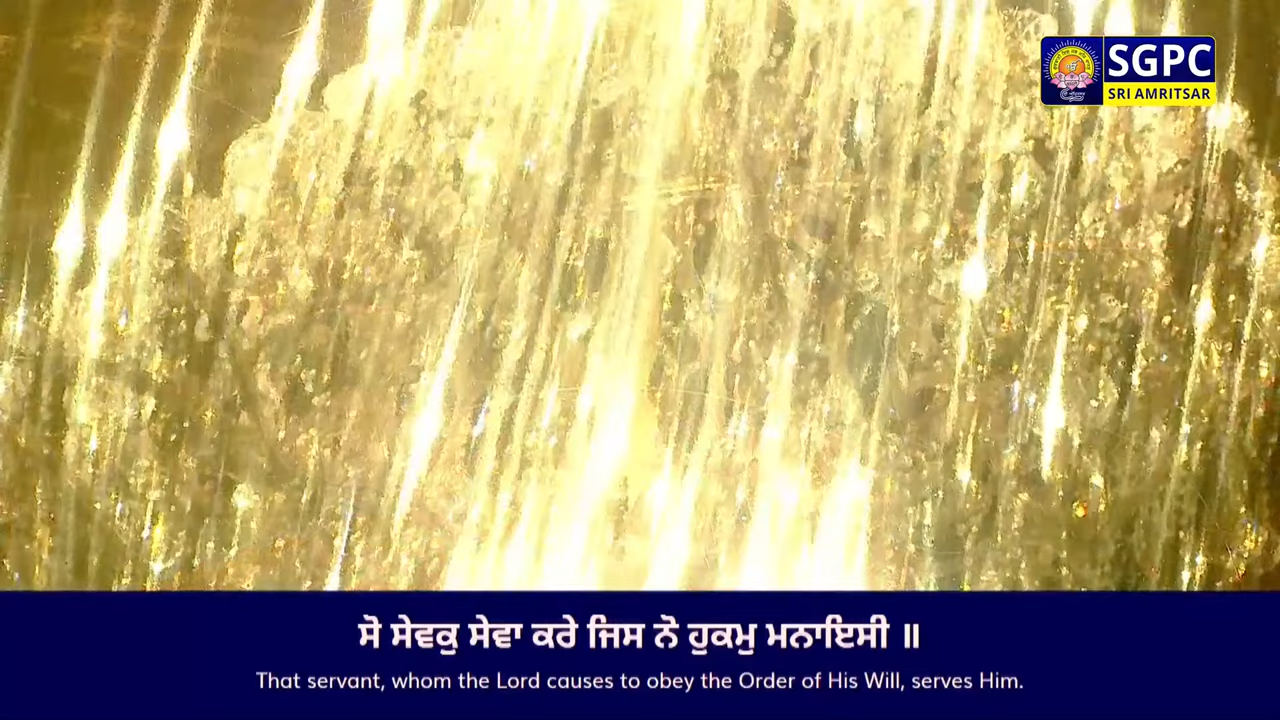 SGPC
SRI AMRITSAR
ਸੋ ਸੇਵਕੁ ਸੇਵਾ ਕਰੇ ਜਿਸ ਨੋ ਹੁਕਮੁ ਮਨਾਇਸੀ ॥
That servant, whom the Lord causes to obey the Order of His Will, serves Him.